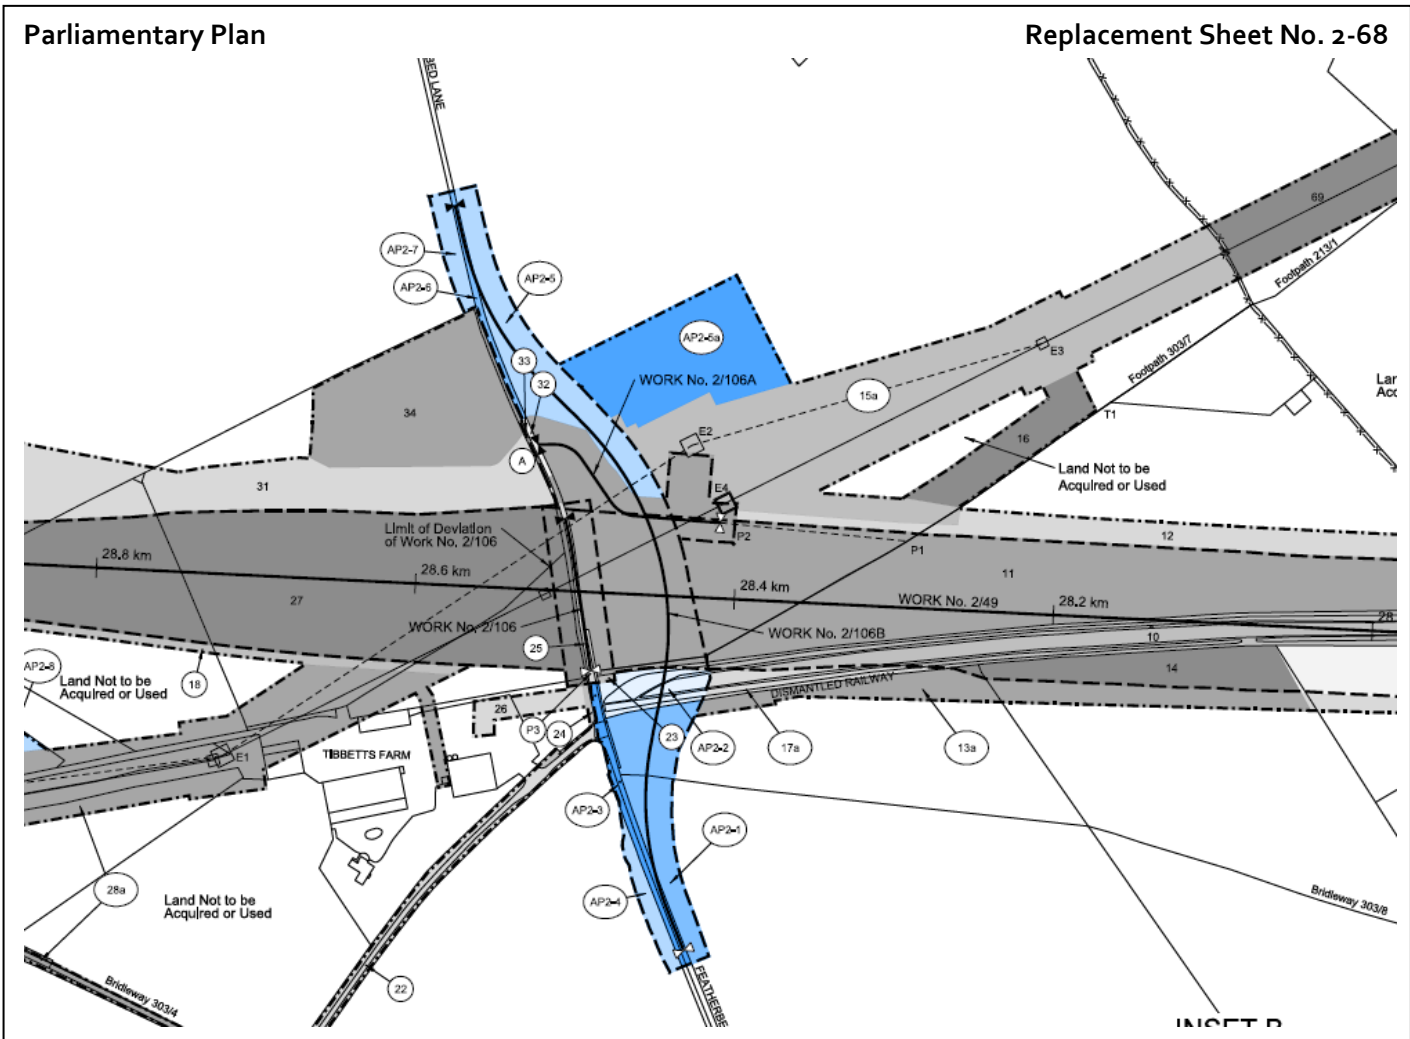 Parliamentary Plan
Replacement Sheet No. 2-68
BED LANE
69
Footpath 213/1
AP2-7
AP2-6
AP2-5
AP2-5a
33
32
WORK No. 2/106A
E3
Footpath 303/7
15a
34
T1
E2
16
A
Land Not to be
Acquired or Used
31
E4
Limit of Deviation
of Work No. 2/106
P2
P1
12
28.8 km
28.6 km
28.4 km
28.2 km
28.
11
27
WORK No. 2/49
WORK No. 2/106
WORK No. 2/106B
10
25
14
AP2-8
Land Not to be
Acquired or Used
18
DISMANTLED RAILWAY
26
P3
24
23
AP2-2
17a
13a
E1
TIBBETTS FARM
AP2-3
AP2-1
28a
Land Not to be
Acquired or Used
AP2-4
Bridleway 303/8
Bridleway 303/4
22
FEATHERBE